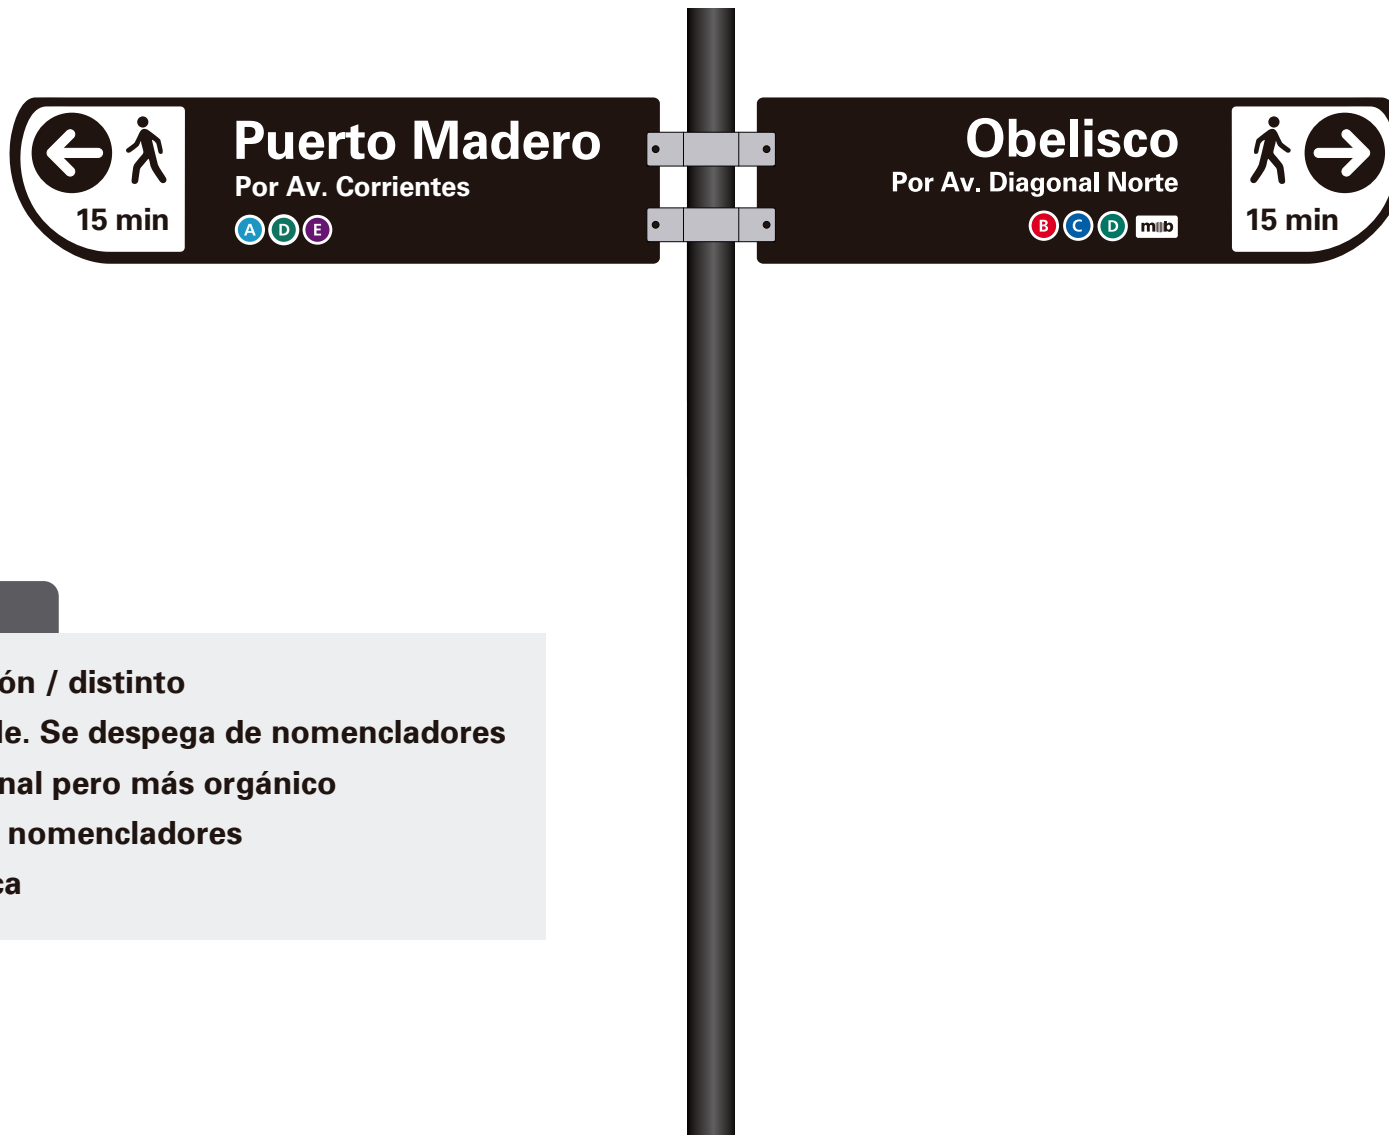 Puerto Madero
Por Av. Corrientes
A D E
15 min
Obelisco
Por Av. Diagonal Norte
B C D m||b
15 min
ón / distinto
le. Se despega de nomencladores
nal pero más orgánico
nomencladores
ca